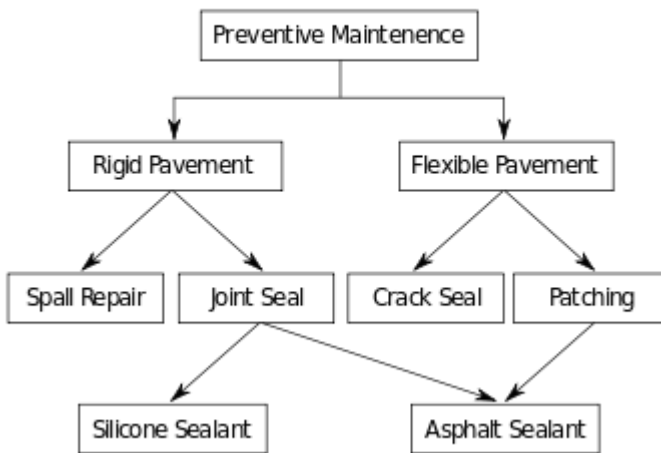 Preventive Maintenence
Rigid Pavement
Flexible Pavement
Spall Repair
Joint Seal
Crack Seal
Patching
Silicone Sealant
Asphalt Sealant